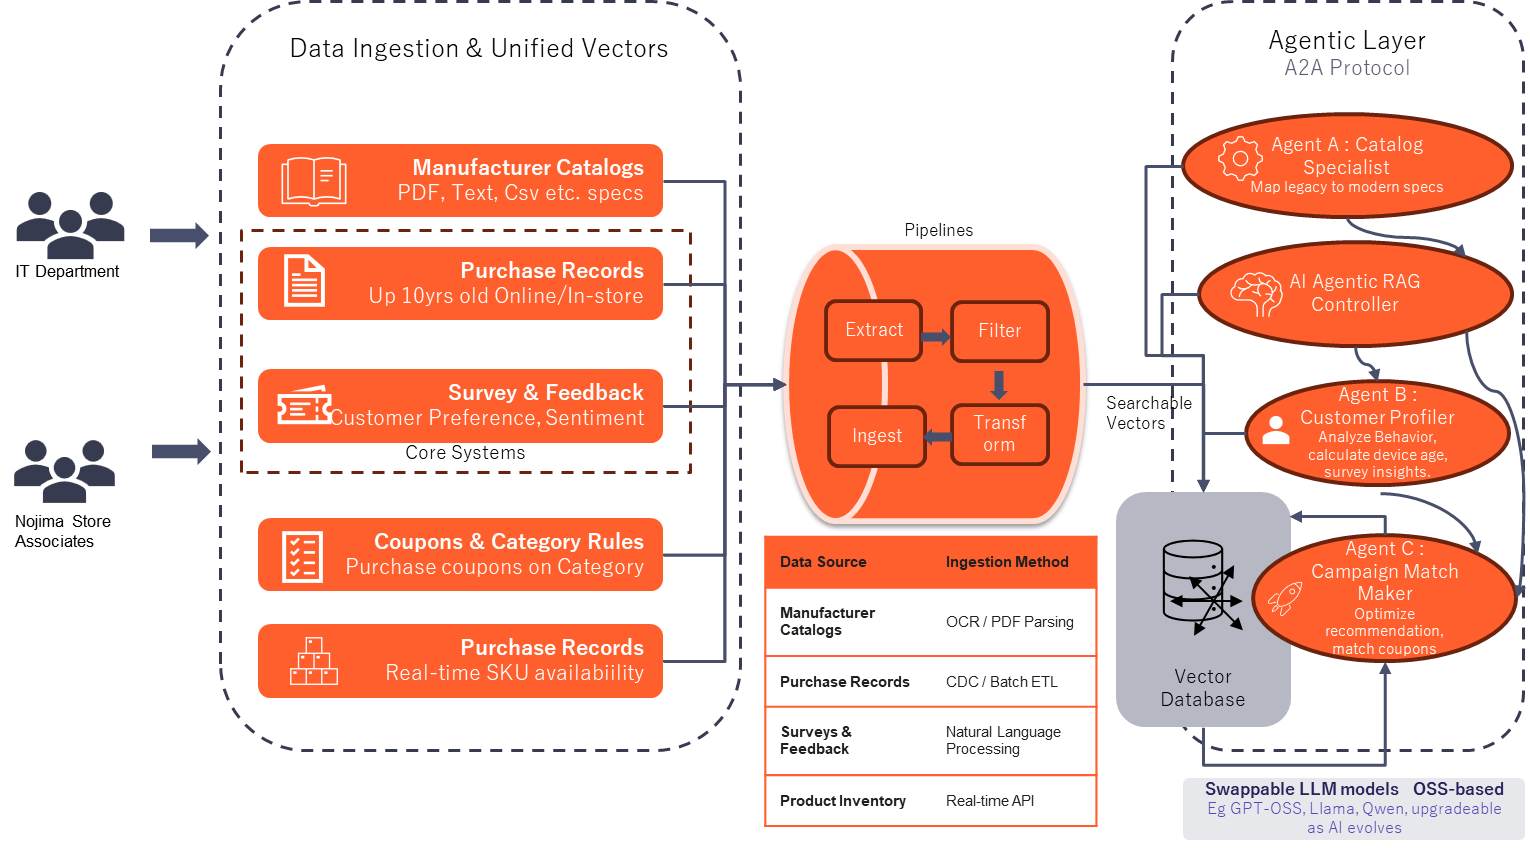 Data Ingestion & Unified Vectors
Manufacturer Catalogs
PDF, Text, Csv etc. specs
Purchase Records
Up 10yrs old Online/In-store
Survey & Feedback
Customer Preference, Sentiment
Core Systems
Coupons & Category Rules
Purchase coupons on Category
Purchase Records
Real-time SKU availabiility
IT Department
Nojima Store
Associates
Pipelines
Extract
Filter
Ingest
Transf
orm
Searchable
Vectors
Data Source Ingestion Method
Manufacturer
Catalogs
OCR / PDF Parsing
Purchase Records CDC / Batch ETL
Surveys &
Feedback
Natural Language
Processing
Product Inventory Real-time API
Agentic Layer
A2A Protocol
Agent A : Catalog
Specialist
Map legacy to modern specs
AI Agentic RAG
Controller
Agent B :
Customer Profiler
Analyze Behavior,
calculate device age,
survey insights.
Agent C :
Campaign Match
Maker
Optimize
recommendation,
match coupons
Vector
Database
Swappable LLM models OSS-based
Eg GPT-OSS, Llama, Qwen, upgradeable
as AI evolves